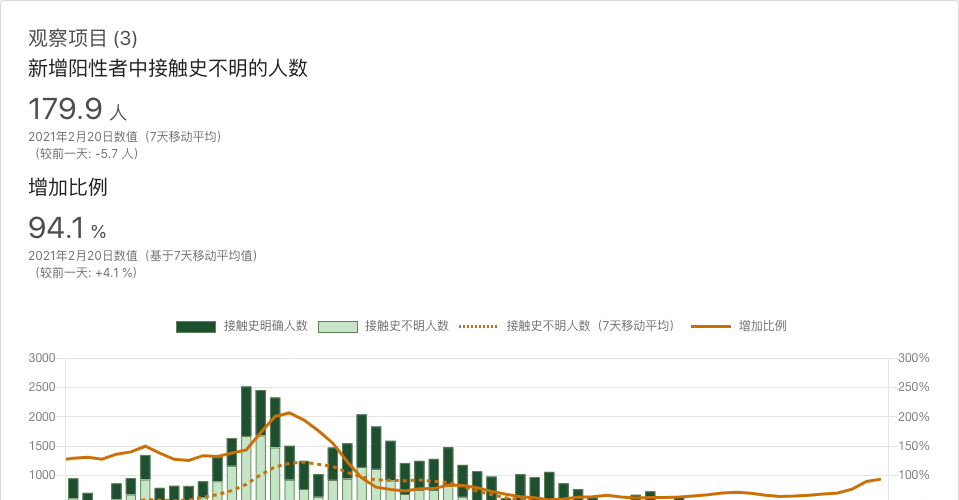 观察项目 (3)
新增阳性者中接触史不明的人数
179.9 人
2021年2月20日数值（7天移动平均）
（较前一天: -5.7 人）
增加比例
94.1 %
2021年2月20日数值（基于7天移动平均值）
（较前一天: +4.1 %）
接触史明确人数 接触史不明人数 接触史不明人数（7天移动平均） 增加比例
3000 300%
2500 250%
2000 200%
1500 150%
1000 100%